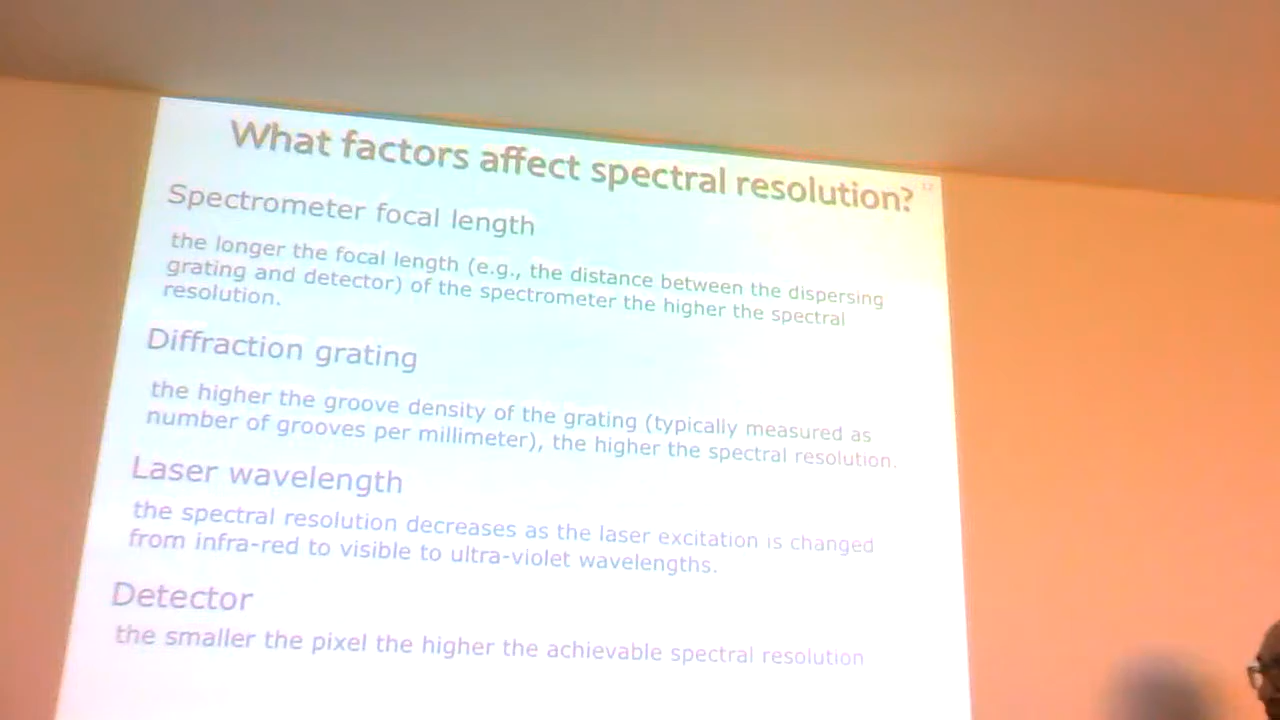 What factors affect spectral resolution?
12
Spectrometer focal length
the longer the focal length (e.g., the distance between the dispersing
grating and detector) of the spectrometer the higher the spectral
resolution.
Diffraction grating
the higher the groove density of the grating (typically measured as
number of grooves per millimeter), the higher the spectral resolution.
Laser wavelength
the spectral resolution decreases as the laser excitation is changed
from infra-red to visible to ultra-violet wavelengths.
Detector
the smaller the pixel the higher the achievable spectral resolution